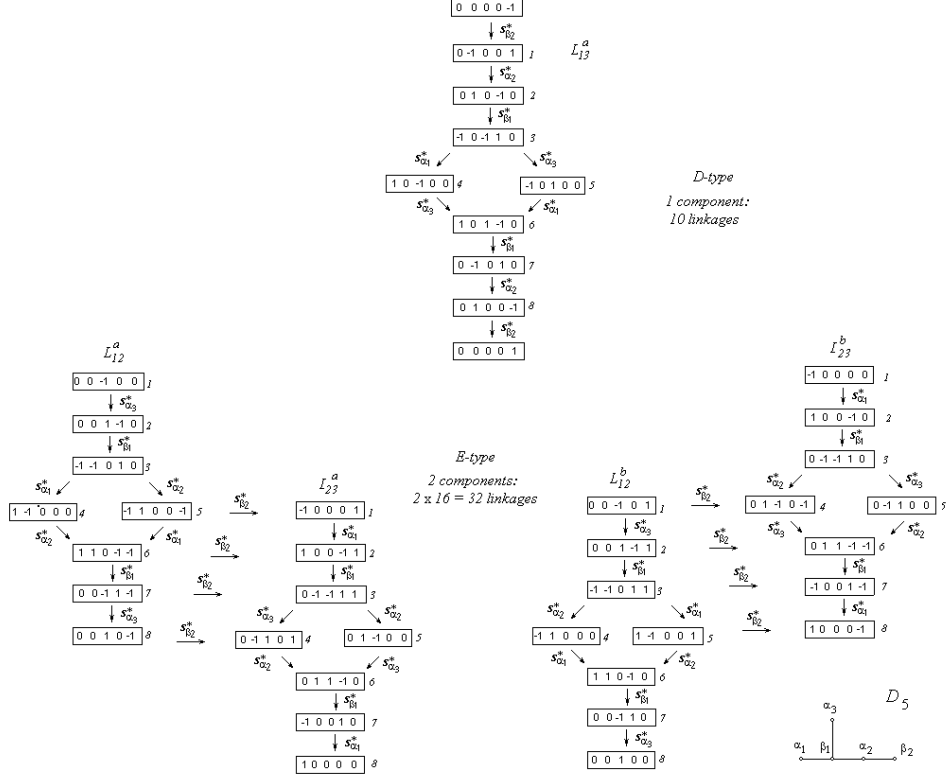 0 0 0 0 -1
s*β2
0 -1 0 0 1 1 L13^a
s*α2
0 1 0 -1 0 2
s*β1
-1 0 -1 1 0 3
s*α1 s*α3
1 0 -1 0 0 4 -1 0 1 0 0 5 D-type
s*α3 s*α1 1 component:
1 0 1 -1 0 6 10 linkages
s*β1
0 -1 0 1 0 7
s*α2
0 1 0 0 -1 8
s*β2
0 0 0 0 1
L12^a
0 0 -1 0 0 1
s*α3
0 0 1 -1 0 2
s*β1
-1 -1 0 1 0 3
s*α1 s*α2
1 -1 0 0 0 4 -1 1 0 0 -1 5 s*β2
s*α2 s*α1
1 1 0 -1 -1 6 s*β2
s*β1
0 0 -1 1 -1 7 s*β2
s*α3
0 0 1 0 -1 8 s*β2
E-type
2 components:
2 x 16 = 32 linkages
L23^a
-1 0 0 0 1 1
s*α1
1 0 0 -1 1 2
s*β1
0 -1 -1 1 1 3
s*α3 s*α2
0 -1 1 0 1 4 0 1 -1 0 0 5
s*α2 s*α3
0 1 1 -1 0 6
s*β1
-1 0 0 1 0 7
s*α1
1 0 0 0 0 8
L12^b
0 0 -1 0 1 1 s*β2
s*α3
0 0 1 -1 1 2 s*β2
s*β1
-1 -1 0 1 1 3 s*β2
s*α2 s*α1
-1 1 0 0 0 4 1 -1 0 0 1 5 s*β2
s*α1 s*α2
1 1 0 -1 0 6
s*β1
0 0 -1 1 0 7
s*α3
0 0 1 0 0 8
L23^b
-1 0 0 0 0 1
s*α1
1 0 0 -1 0 2
s*β1
0 -1 -1 1 0 3
s*α2 s*α3
0 1 -1 0 -1 4 0 -1 1 0 0 5
s*α3 s*α2
0 1 1 -1 -1 6
s*β1
-1 0 0 1 -1 7
s*α1
1 0 0 0 -1 8
D5
α3
α1 β1 α2 β2